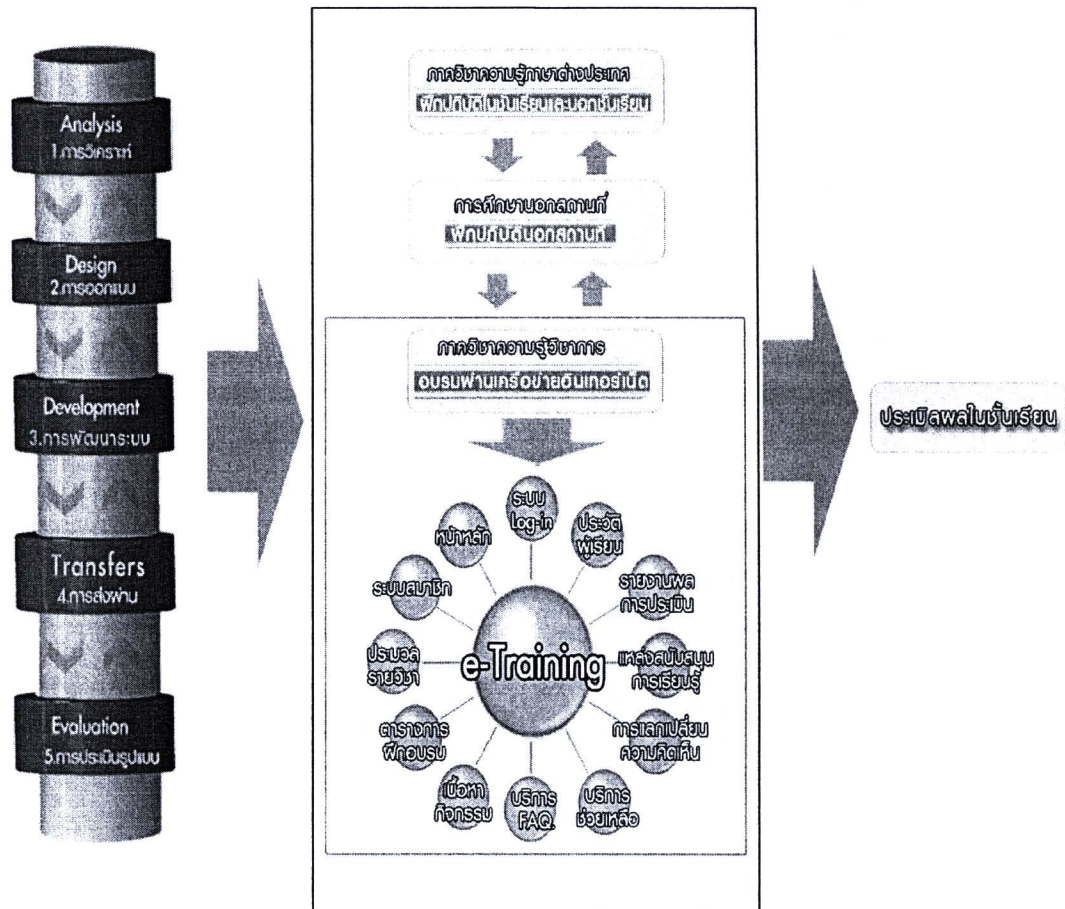 Analysis
1.การวิเคราะห์
Design
2.การออกแบบ
Development
3.การพัฒนาระบบ
Transfers
4.การส่งผ่าน
Evaluation
5.การประเมินรูปแบบ
ภาควิชาความรู้ภาษาต่างประเทศ
ฝึกปฏิบัติในชั้นเรียนและนอกชั้นเรียน
การศึกษานอกสถานที่
ฝึกปฏิบัตินอกสถานที่
ภาควิชาความรู้วิชาการ
อบรมผ่านเครือข่ายอินเทอร์เน็ต
ระบบ
Log-in
ประวัติ
ผู้เรียน
รายงานผล
การประเมิน
แหล่งสนับสนุน
การเรียนรู้
การแลกเปลี่ยน
ความคิดเห็น
บริการ
ช่วยเหลือ
บริการ
FAQ.
เนื้อหา
กิจกรรม
ตารางการ
ฝึกอบรม
ประมวล
รายวิชา
ระบบสมาชิก
หน้าหลัก
e-Training
ประเมิลผลในชั้นเรียน